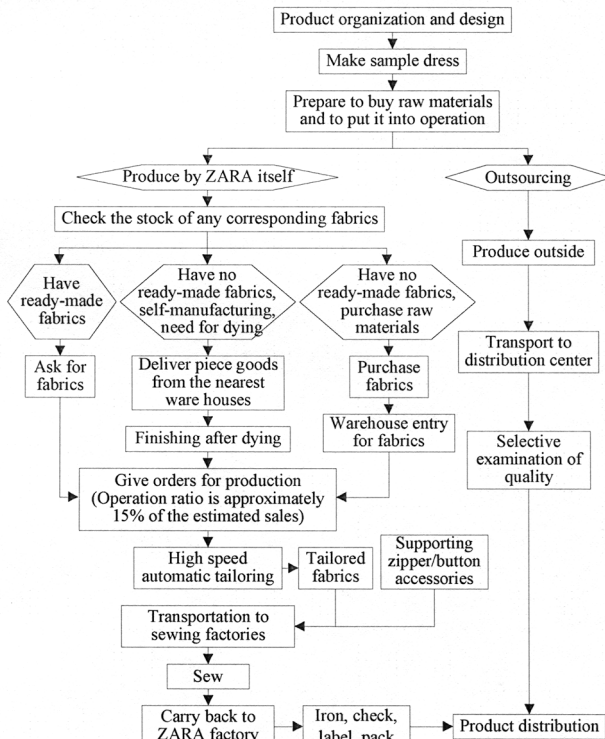 Product organization and design
Make sample dress
Prepare to buy raw materials
and to put it into operation
Produce by ZARA itself
Outsourcing
Check the stock of any corresponding fabrics
Produce outside
Have
ready-made
fabrics
Have no
ready-made fabrics,
self-manufacturing,
need for dying
Have no
ready-made fabrics,
purchase raw
materials
Transport to
distribution center
Ask for
fabrics
Deliver piece goods
from the nearest
ware houses
Purchase
fabrics
Finishing after dying
Warehouse entry
for fabrics
Selective
examination of
quality
Give orders for production
(Operation ratio is approximately
15% of the estimated sales)
High speed
automatic tailoring
Tailored
fabrics
Supporting
zipper/button
accessories
Transportation to
sewing factories
Sew
Carry back to
ZARA factory
Iron, check,
label, pack
Product distribution